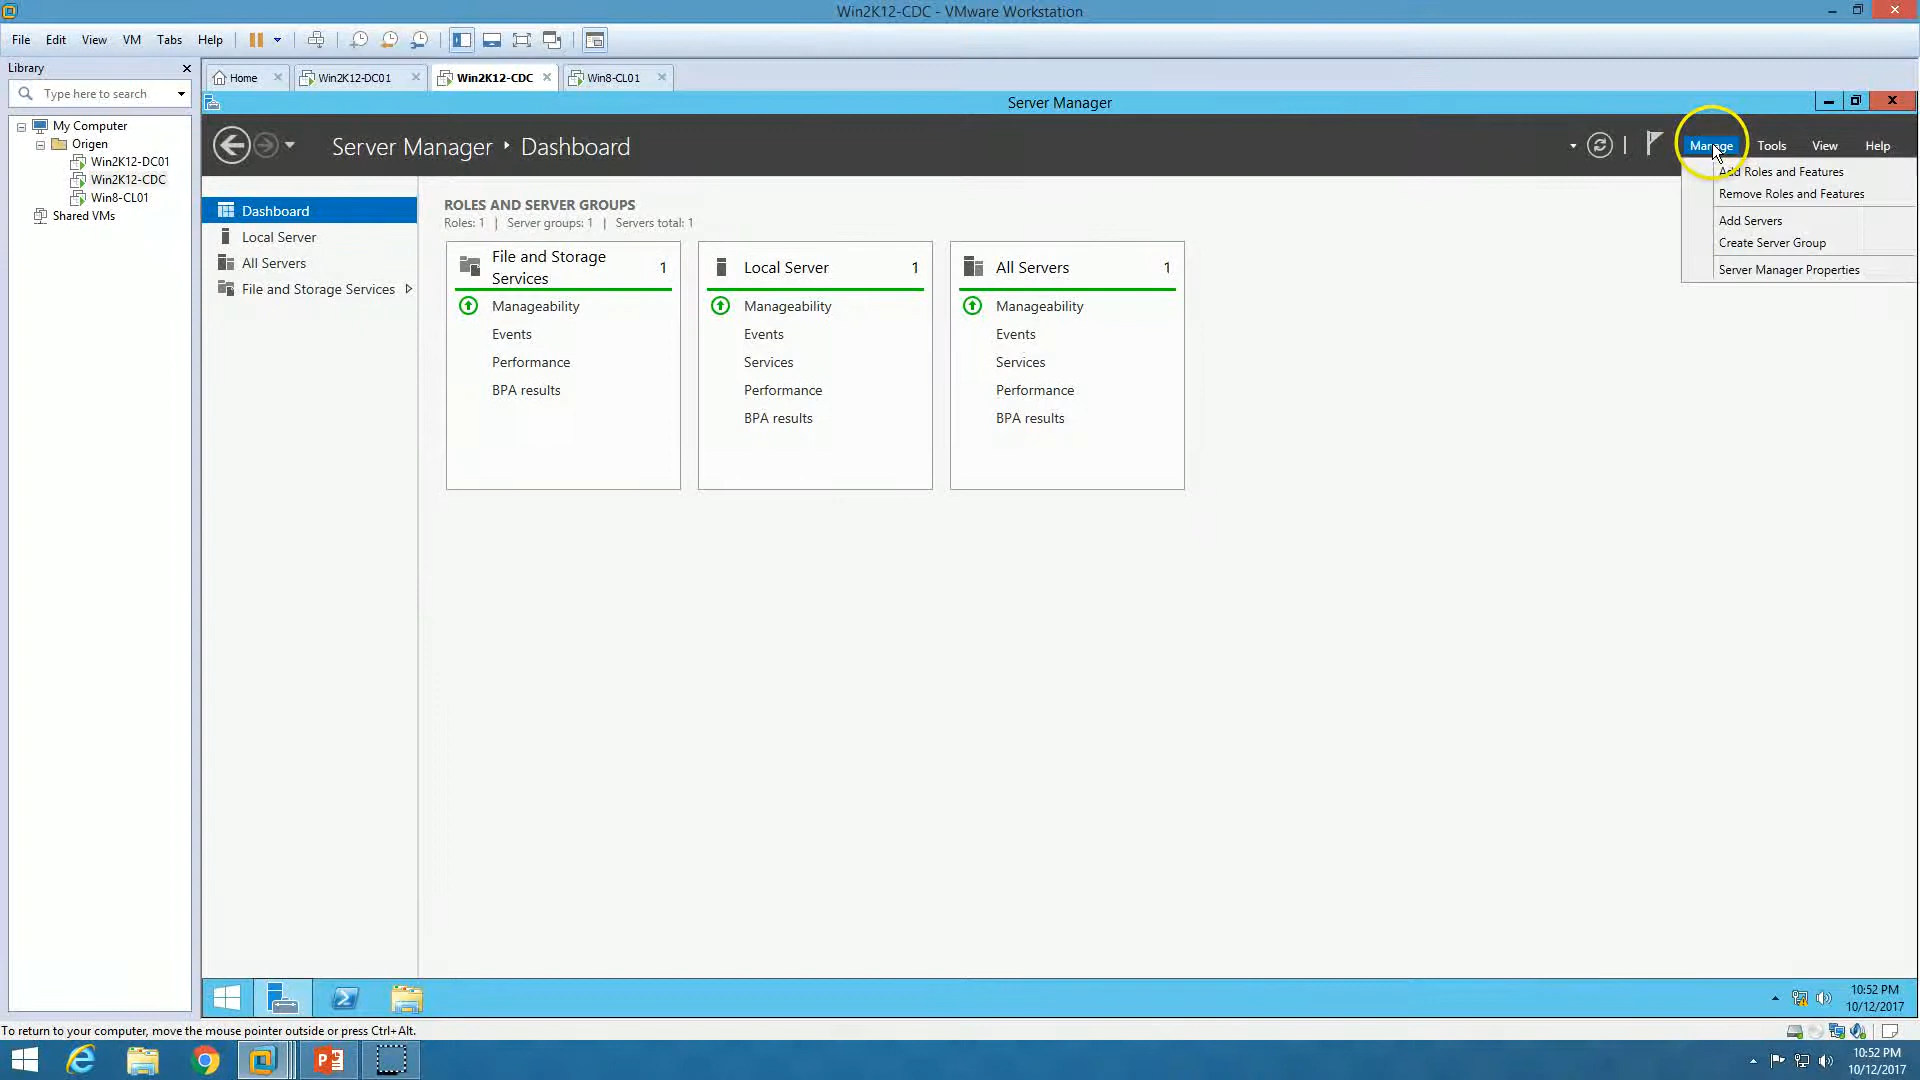 Win2K12-CDC - VMware Workstation
File Edit View VM Tabs Help
Library
Type here to search
My Computer
Origen
Win2K12-DC01
Win2K12-CDC
Win8-CL01
Shared VMs
Home Win2K12-DC01 Win2K12-CDC Win8-CL01
Server Manager
Server Manager Dashboard
Manage Tools View Help
Add Roles and Features
Remove Roles and Features
Add Servers
Create Server Group
Server Manager Properties
Dashboard
Local Server
All Servers
File and Storage Services
ROLES AND SERVER GROUPS
Roles: 1 | Server groups: 1 | Servers total: 1
File and Storage Services 1
Manageability
Events
Performance
BPA results
Local Server 1
Manageability
Events
Services
Performance
BPA results
All Servers 1
Manageability
Events
Services
Performance
BPA results
10:52 PM
10/12/2017
To return to your computer, move the mouse pointer outside or press Ctrl+Alt.
10:52 PM
10/12/2017